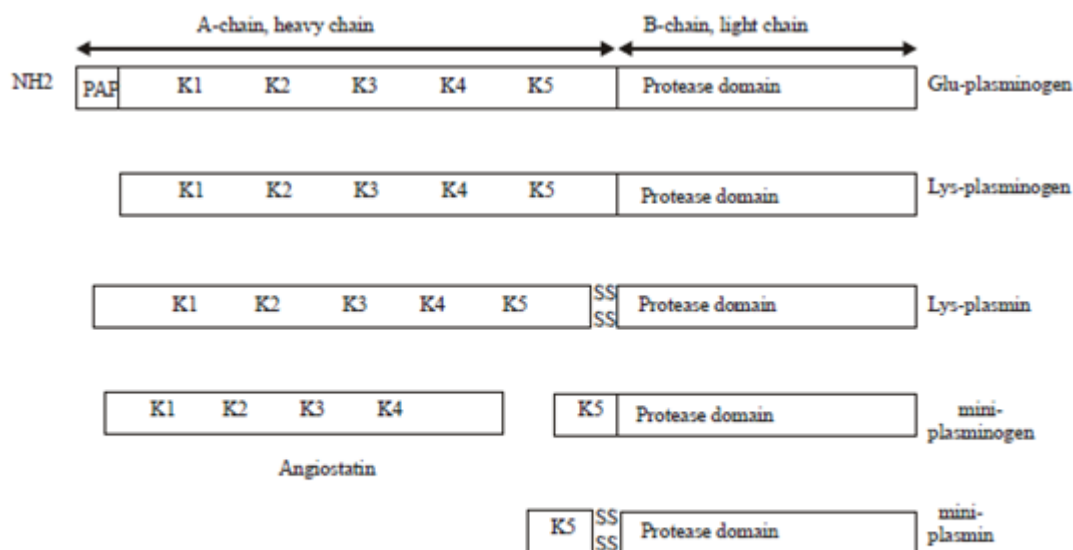 A-chain, heavy chain B-chain, light chain
NH2 PAP K1 K2 K3 K4 K5 Protease domain Glu-plasminogen
K1 K2 K3 K4 K5 Protease domain Lys-plasminogen
K1 K2 K3 K4 K5 SS SS Protease domain Lys-plasmin
K1 K2 K3 K4 K5 Protease domain mini-
plasminogen
Angiostatin
K5 SS SS Protease domain mini-
plasmin